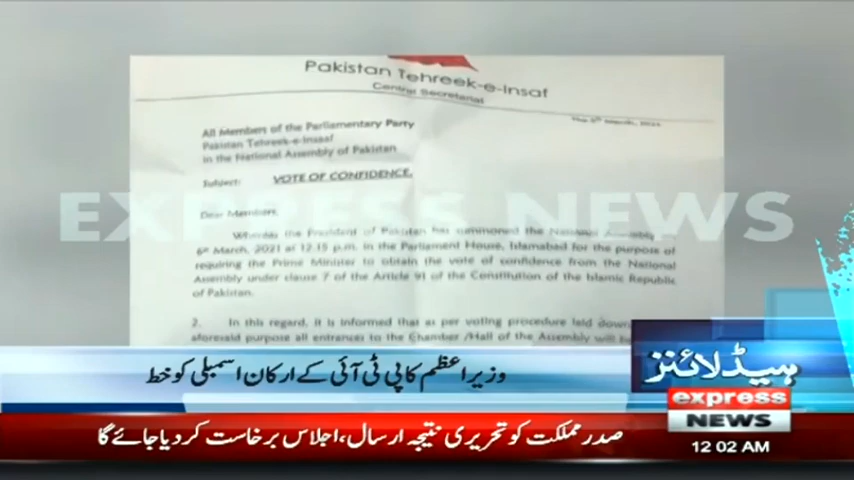 Pakistan Tehreek-e-Insaf
Central Secretariat
All Members of the Parliamentary Party
Pakistan Tehreek-e-Insaaf
in the National Assembly of Pakistan
Subject: VOTE OF CONFIDENCE.
Dear Members,
Whereas the President of Pakistan has summoned the National Assembly
6th March, 2021 at 12.15 p.m. in the Parliament House, Islamabad for the purpose of
requiring the Prime Minister to obtain the vote of confidence from the National
Assembly under clause 7 of the Article 91 of the Constitution of the Islamic Republic
of Pakistan.
2. In this regard, it is informed that as per voting procedure laid down
aforesaid purpose all entrances to the Chamber /Hall of the Assembly will
EXPRESS NEWS
وزیراعظم کا پی ٹی آئی کے ارکان اسمبلی کو خط
ہیڈلائنز
express
NEWS
12:02 AM
صدر مملکت کو تحریری نتیجہ ارسال، اجلاس برخاست کردیا جائے گا